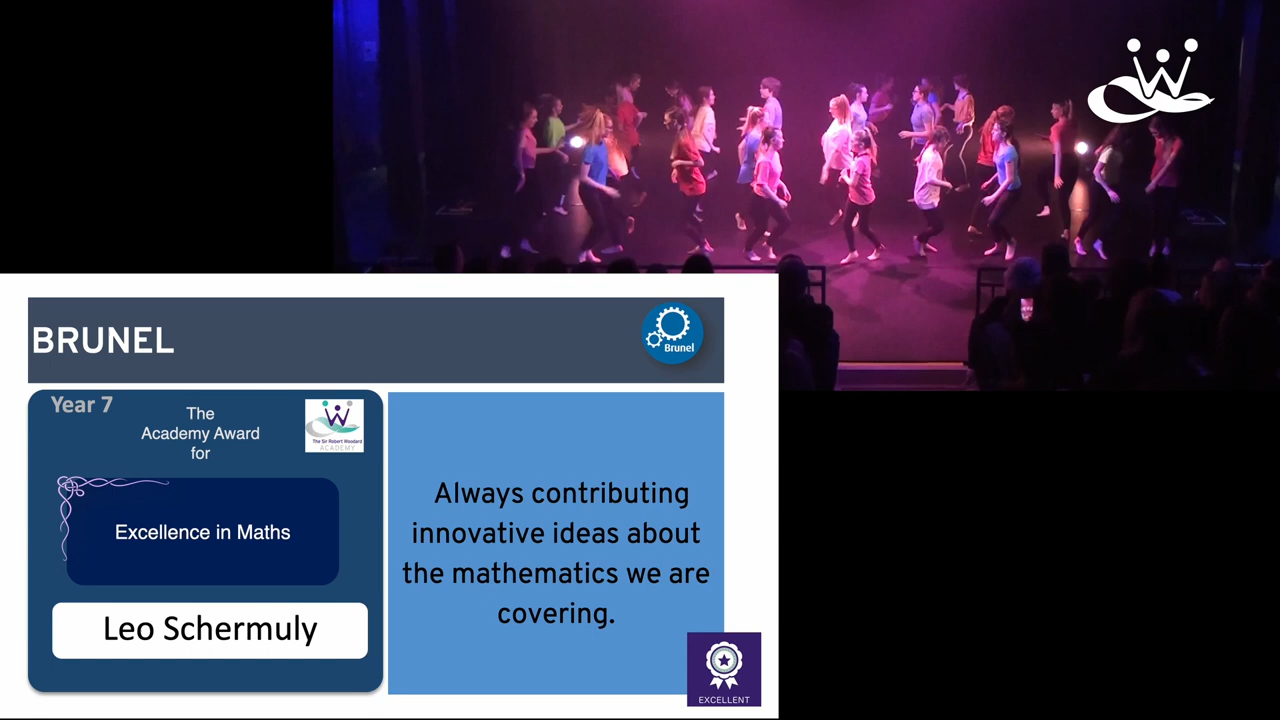 BRUNEL
Brunel
Year 7
The
Academy Award
for
W
The Sir Robert Woodard
ACADEMY
Excellence in Maths
Leo Schermuly
Always contributing
innovative ideas about
the mathematics we are
covering.
EXCELLENT
W